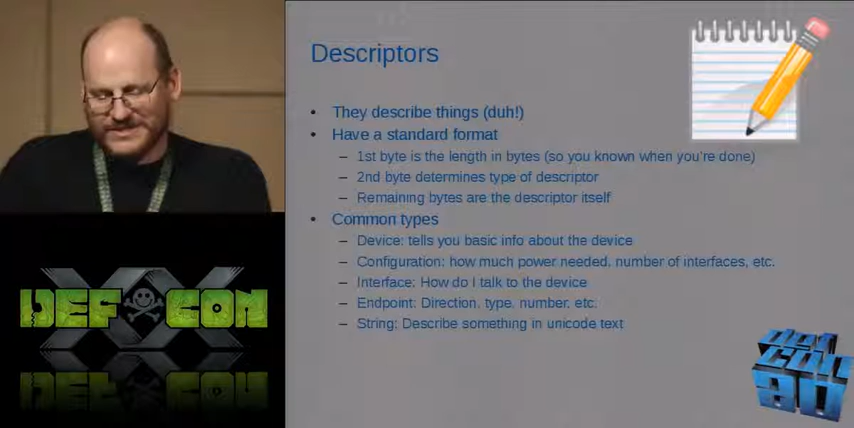 Descriptors
• They describe things (duh!)
• Have a standard format
– 1st byte is the length in bytes (so you known when you're done)
– 2nd byte determines type of descriptor
– Remaining bytes are the descriptor itself
• Common types
– Device: tells you basic info about the device
– Configuration: how much power needed, number of interfaces, etc.
– Interface: How do I talk to the device
– Endpoint: Direction, type, number, etc.
– String: Describe something in unicode text
DEF CON
XX
def
con